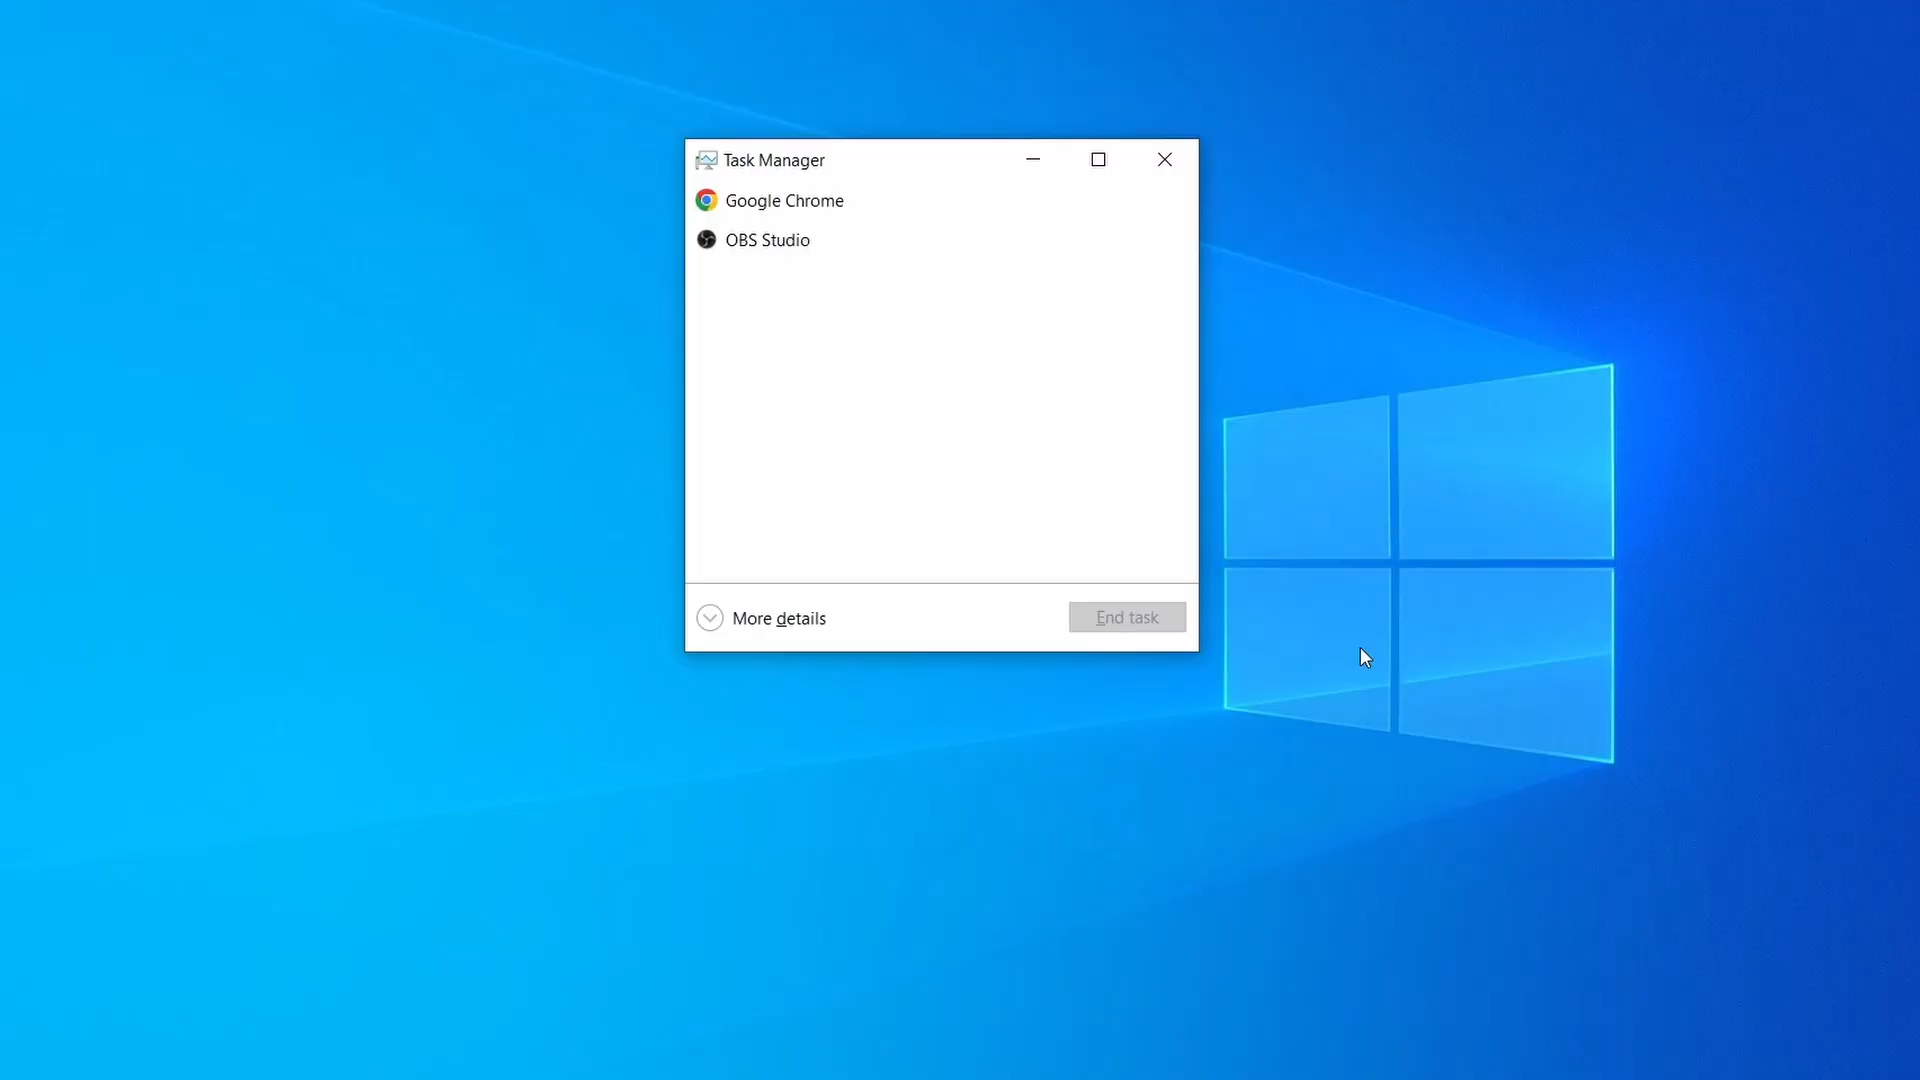 Task Manager
Google Chrome
OBS Studio
More details
End task